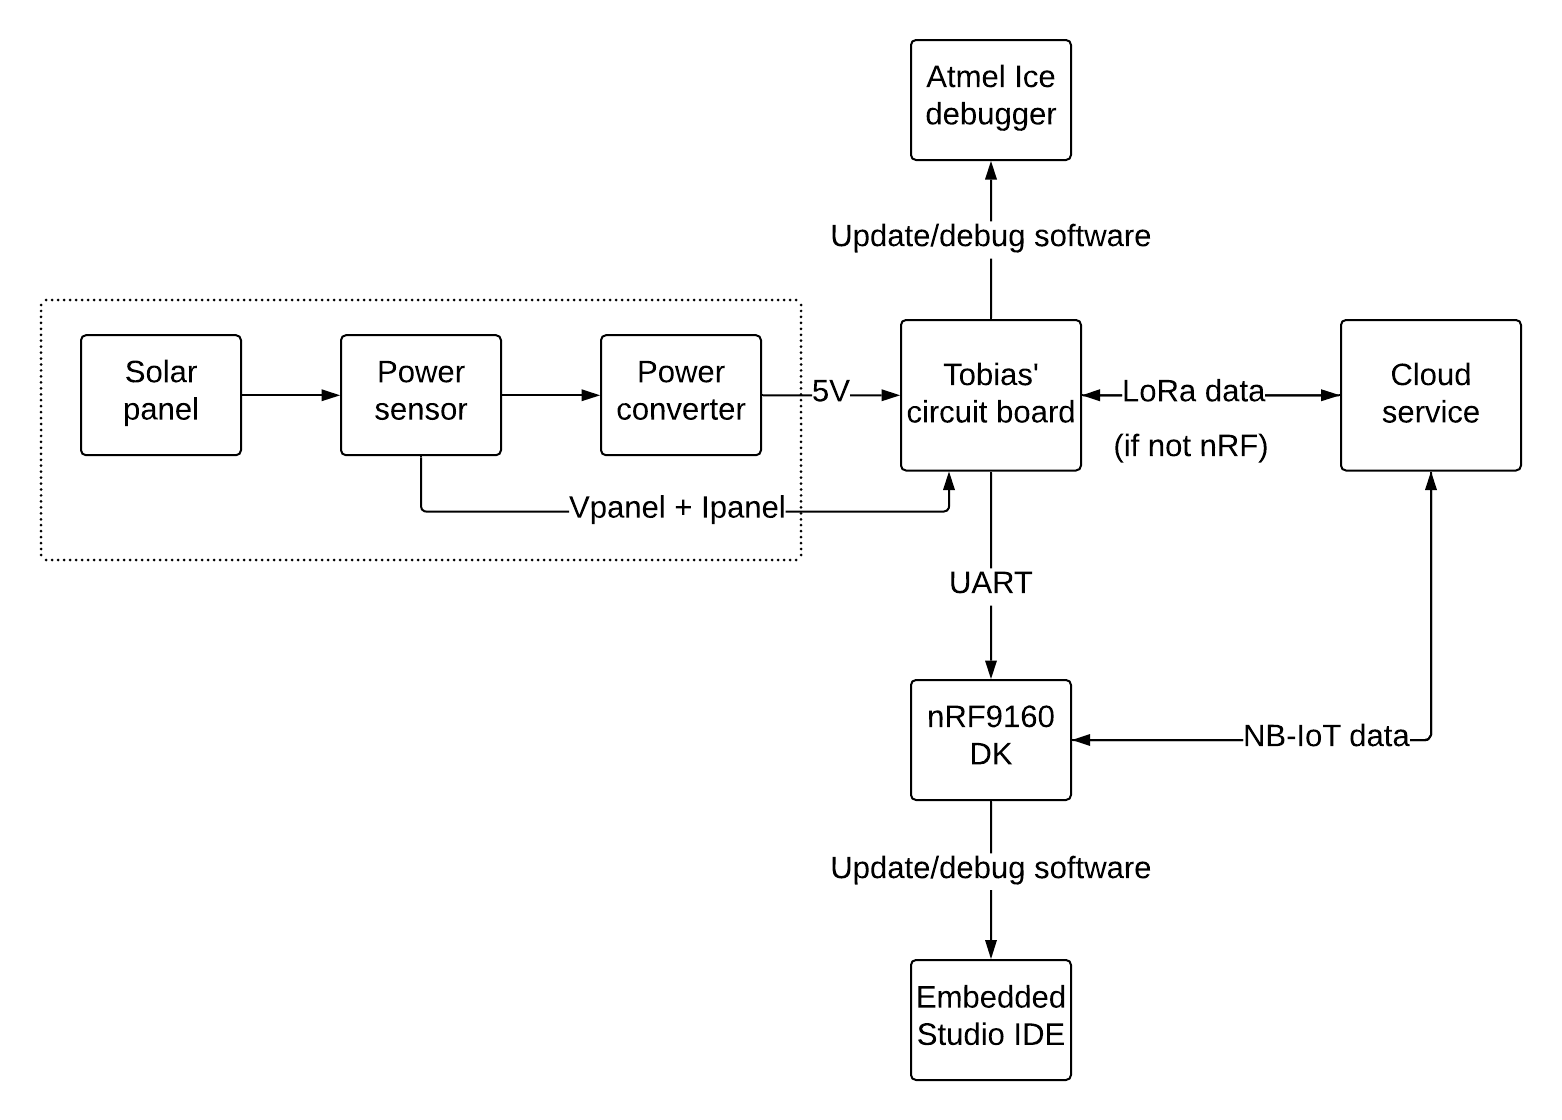 Atmel Ice
debugger
Update/debug software
Solar
panel
Power
sensor
Power
converter
5V
Tobias'
circuit board
LoRa data
(if not nRF)
Cloud
service
Vpanel + Ipanel
UART
nRF9160
DK
NB-IoT data
Update/debug software
Embedded
Studio IDE